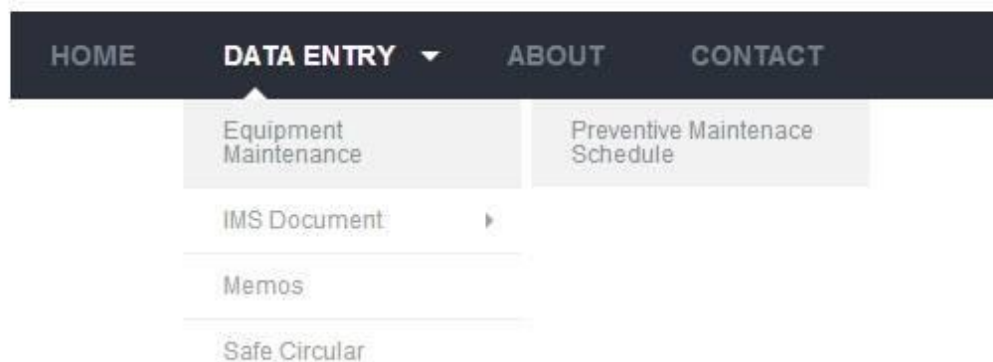 HOME DATA ENTRY ABOUT CONTACT
Equipment
Maintenance
Preventive Maintenace
Schedule
IMS Document
Memos
Safe Circular